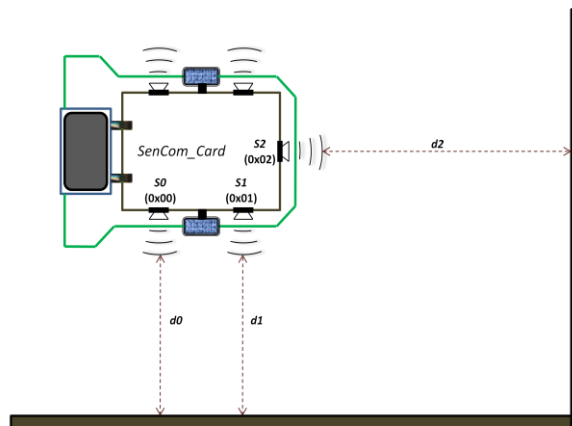 SenCom_Card
S2
(0x02)
d2
S0
(0x00)
S1
(0x01)
d0
d1